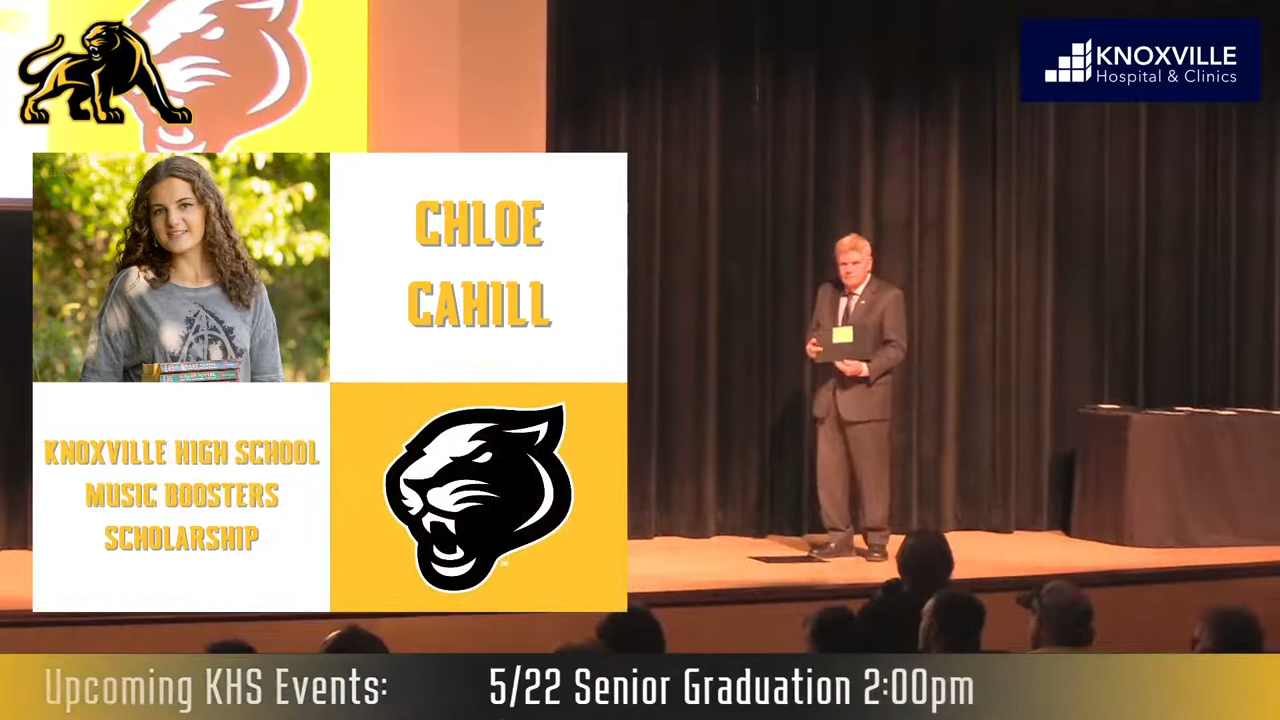 KNOXVILLE
Hospital & Clinics
CHLOE
CAHILL
KNOXVILLE HIGH SCHOOL
MUSIC BOOSTERS
SCHOLARSHIP
™
Upcoming KHS Events: 5/22 Senior Graduation 2:00pm